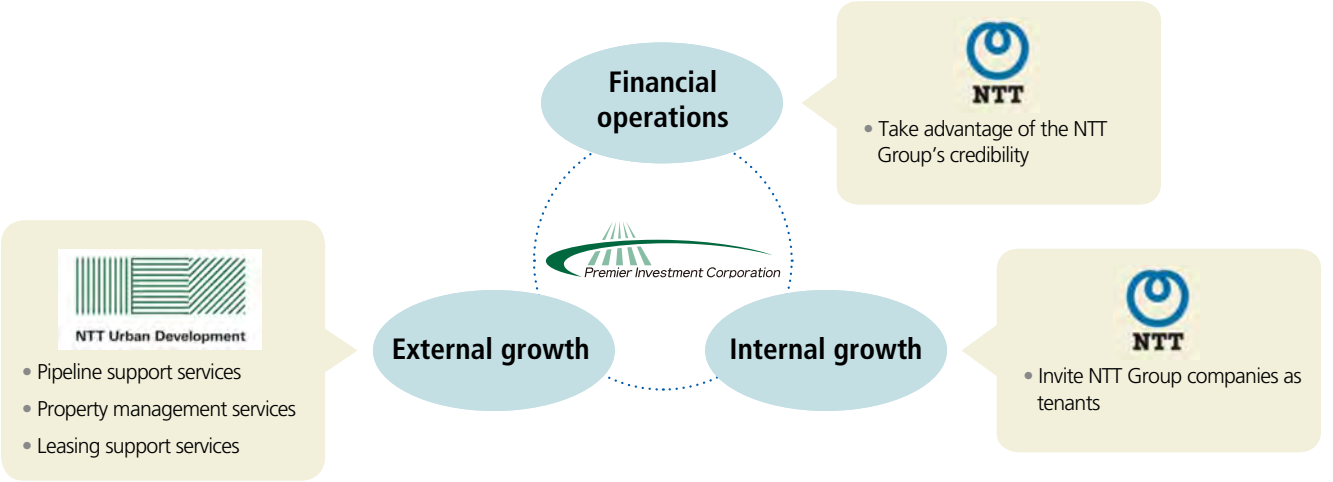 Financial
operations
NTT
• Take advantage of the NTT
Group's credibility
Premier Investment Corporation
NTT Urban Development
• Pipeline support services
• Property management services
• Leasing support services
External growth
Internal growth
NTT
• Invite NTT Group companies as
tenants